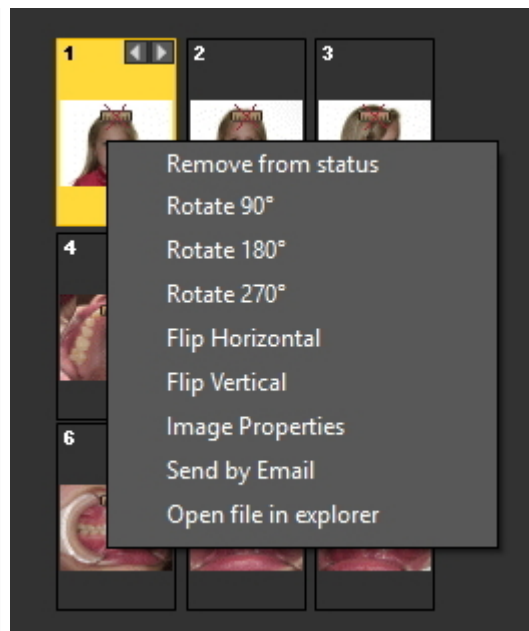 1
2
3
Remove from status
Rotate 90°
Rotate 180°
Rotate 270°
4
Flip Horizontal
Flip Vertical
Image Properties
6
Send by Email
Open file in explorer